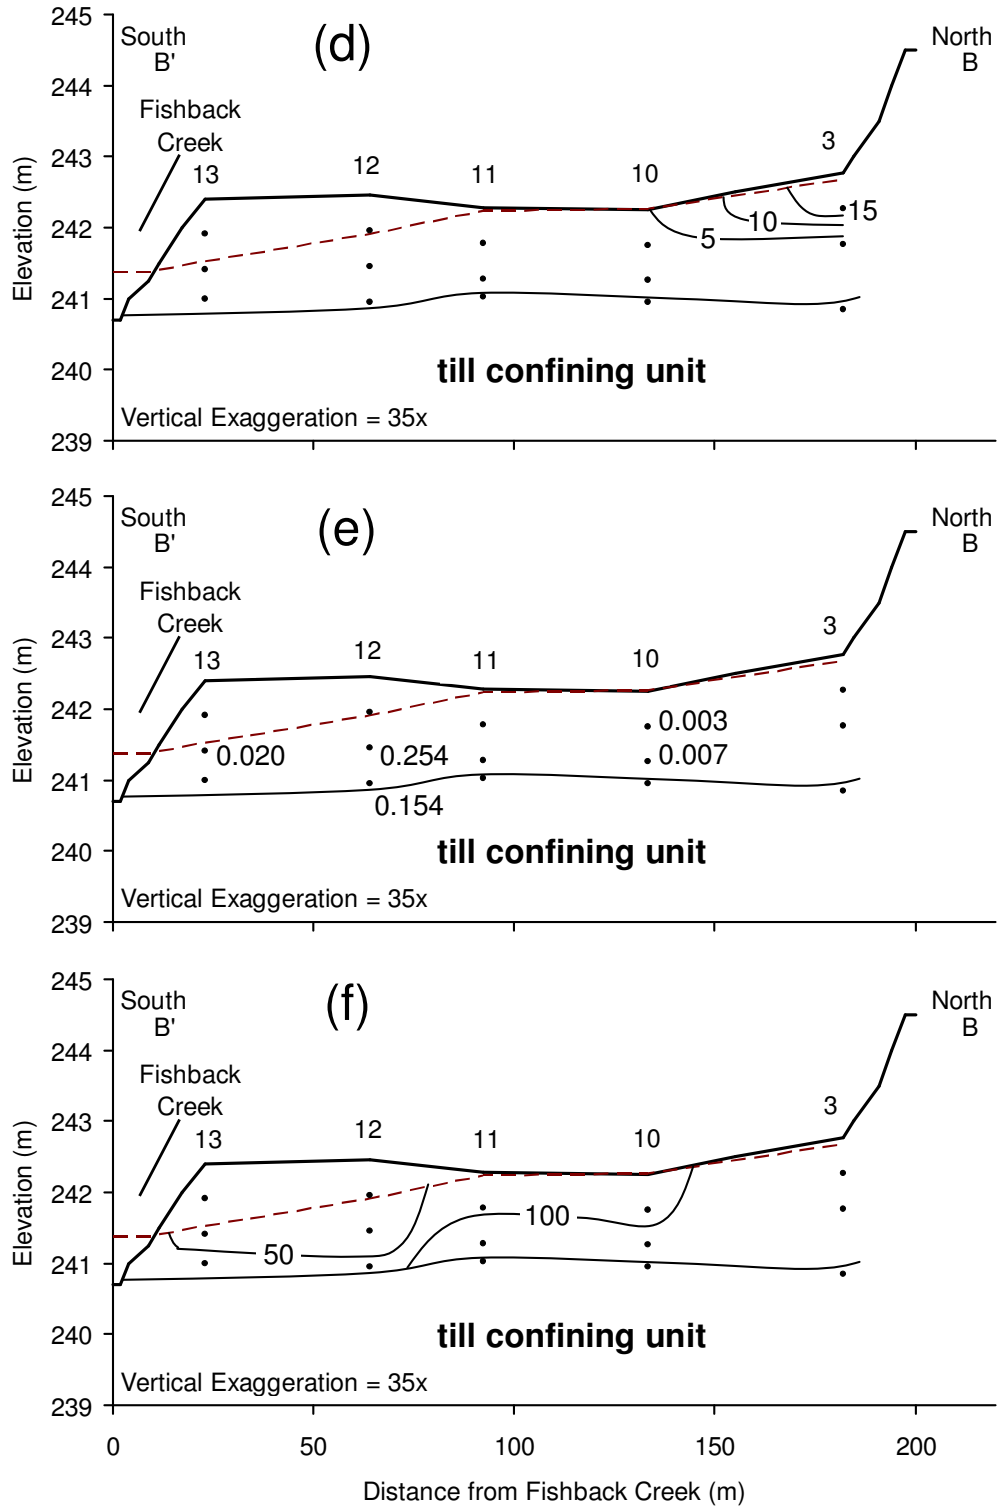 245
South
B'
(d)
North
B
244
Fishback
Creek
243
13
12
11
10
3
242
5
10
15
241
240
till confining unit
Vertical Exaggeration = 35x
239
Elevation (m)
245
South
B'
(e)
North
B
244
Fishback
Creek
243
13
12
11
10
3
242
0.003
0.020
0.254
0.007
241
0.154
240
till confining unit
Vertical Exaggeration = 35x
239
Elevation (m)
245
South
B'
(f)
North
B
244
Fishback
Creek
243
13
12
11
10
3
242
100
50
241
240
till confining unit
Vertical Exaggeration = 35x
239
Elevation (m)
0 50 100 150 200
Distance from Fishback Creek (m)